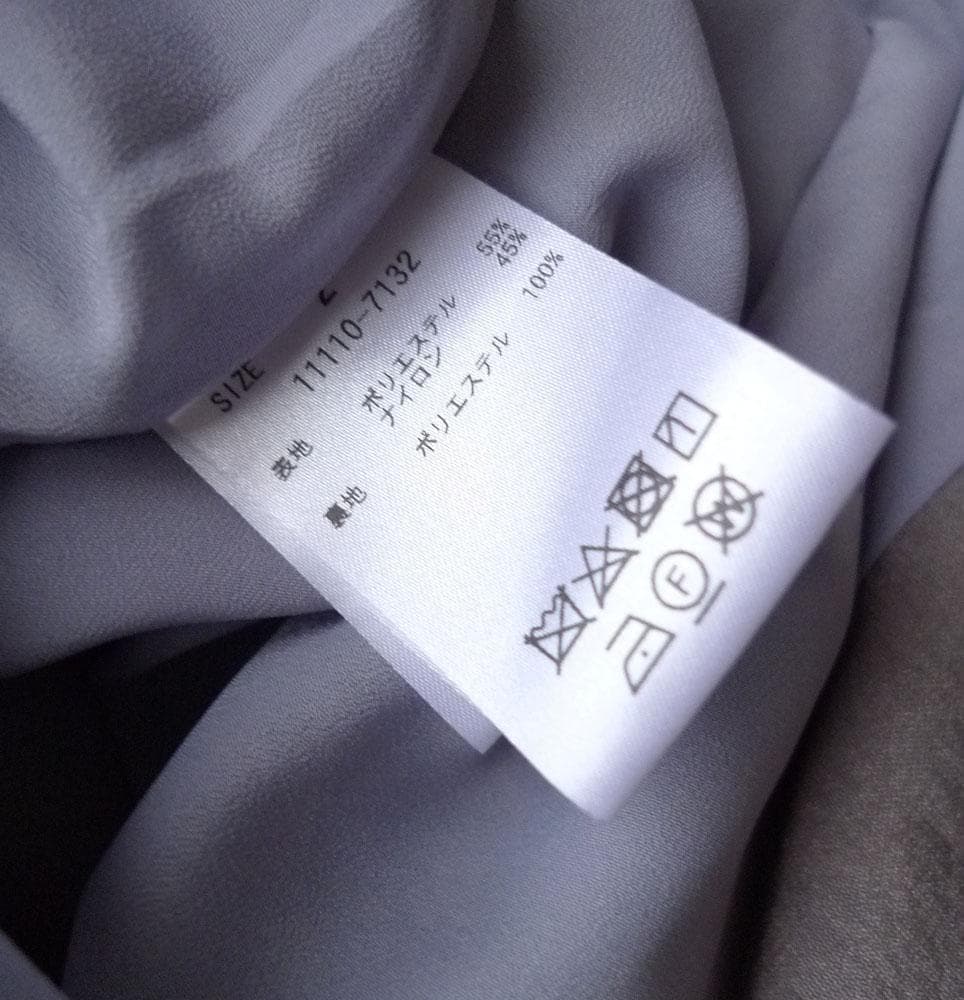 SIZE 2
11110-7132
表地 ポリエステル 55%
ナイロン 45%
裏地 ポリエステル 100%
F
W